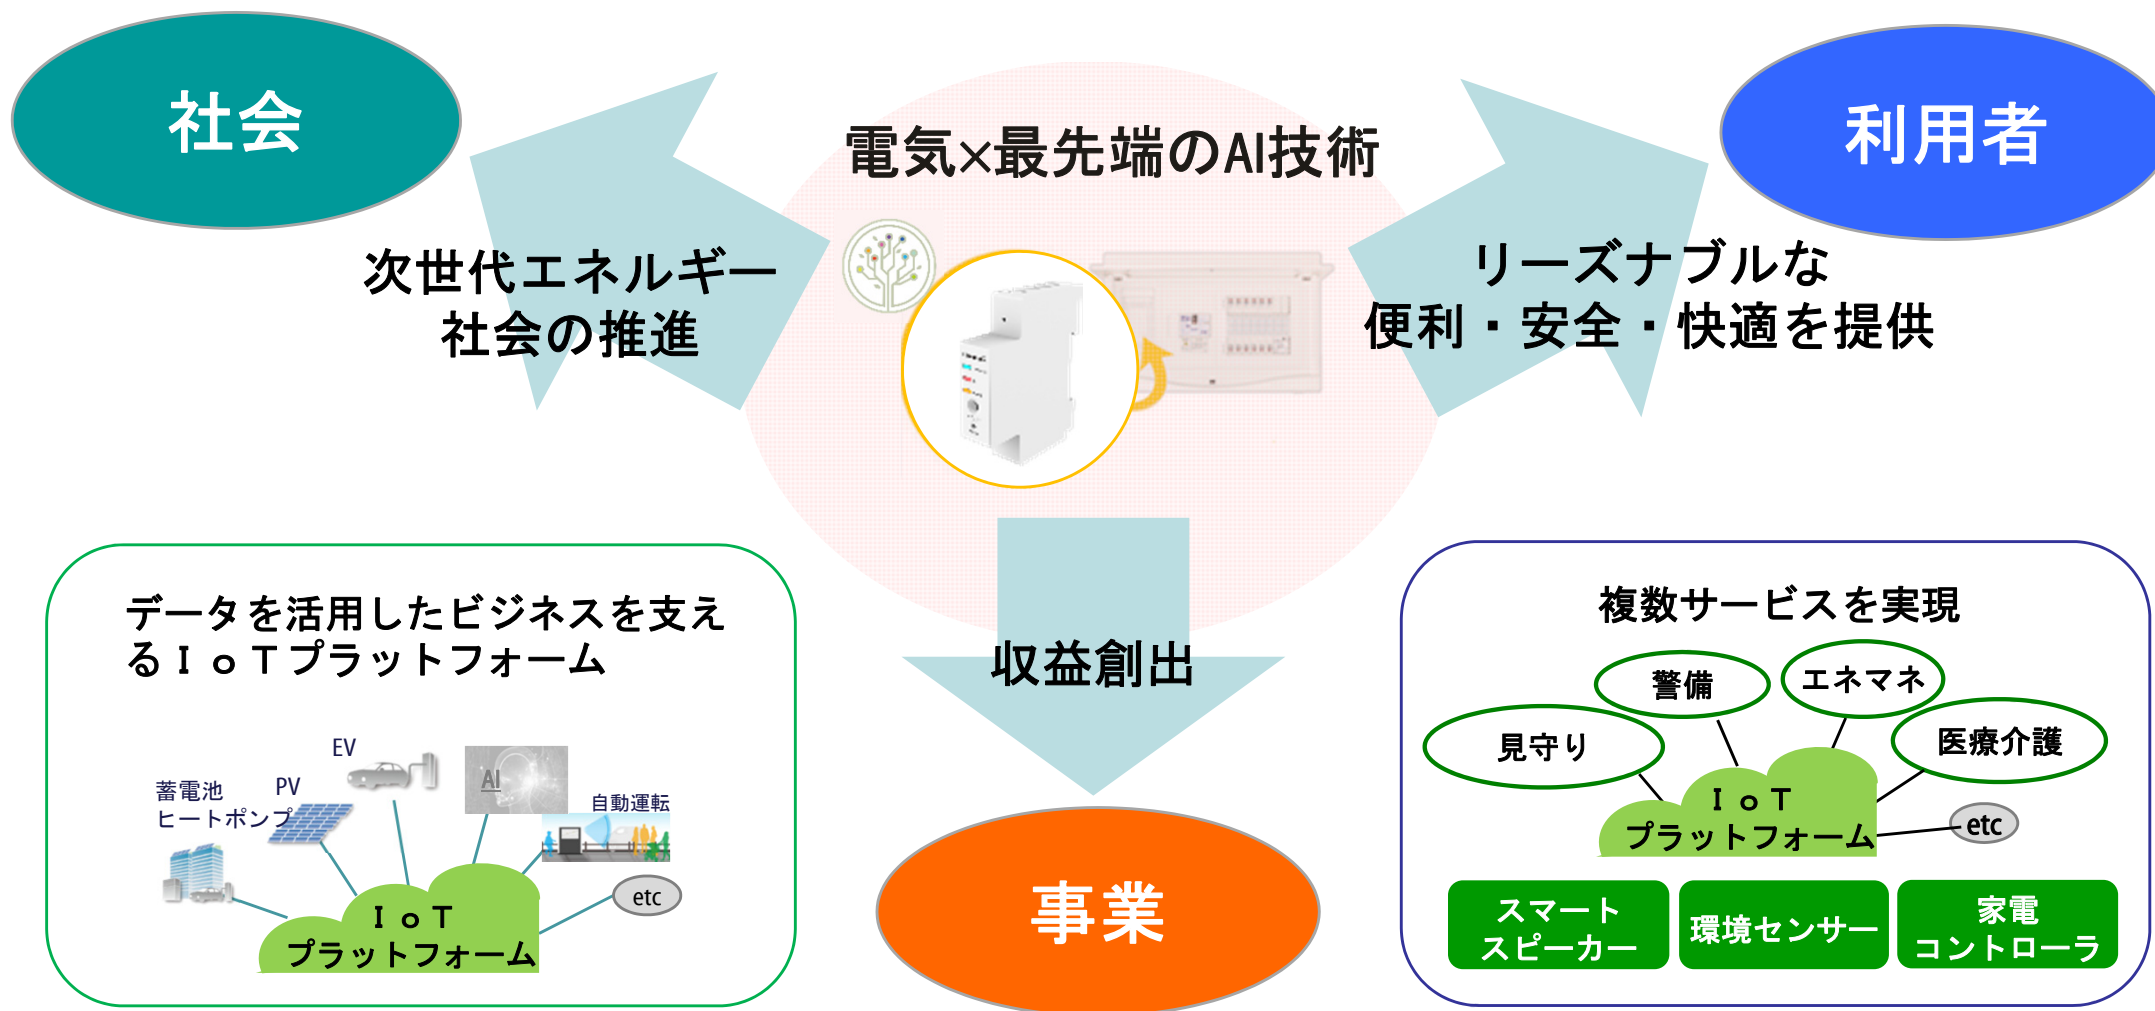 社会
電気×最先端のAI技術
利用者
次世代エネルギー
社会の推進
リーズナブルな
便利・安全・快適を提供
収益創出
事業
データを活用したビジネスを支え
るＩｏＴプラットフォーム
EV
PV
蓄電池
ヒートポンプ
AI
自動運転
etc
ＩｏＴ
プラットフォーム
複数サービスを実現
警備
エネマネ
見守り
医療介護
ＩｏＴ
プラットフォーム
etc
スマート
スピーカー
環境センサー
家電
コントローラ